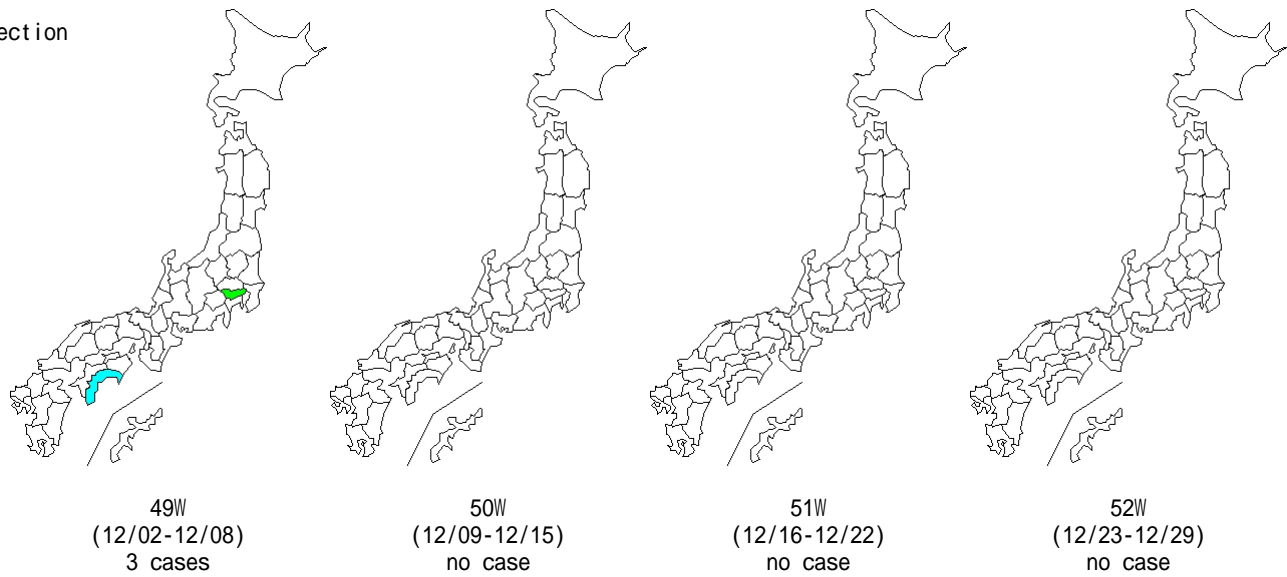 ection
49W
(12/02-12/08)
3 cases
50W
(12/09-12/15)
no case
51W
(12/16-12/22)
no case
52W
(12/23-12/29)
no case